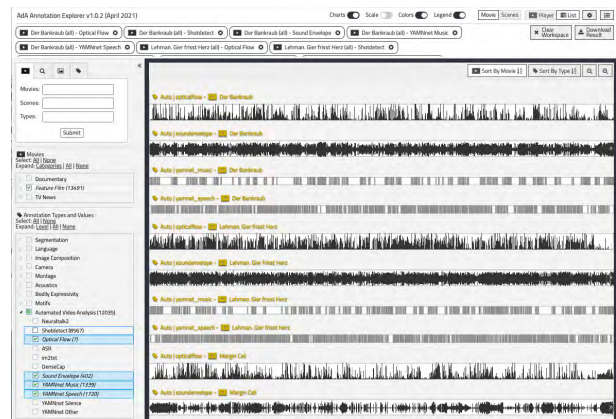 AdA Annotation Explorer v1.0.2 (April 2021)
Charts Scale Colors Legend Movie Scenes Player List
Der Bankraub (all) - Optical Flow Der Bankraub (all) - Shotdetect Der Bankraub (all) - Sound Envelope Der Bankraub (all) - YAMNet Music
Der Bankraub (all) - YAMNet Speech Lehman. Gier frisst Herz (all) - Optical Flow Lehman. Gier frisst Herz (all) - Shotdetect
Clear Workspace
Download Result
Movies:
Scenes:
Types:
Submit
Movies
Select: All | None
Expand: Categories | All | None
Documentary
Feature Film (13491)
TV News
Annotation Types and Values
Select: All | None
Expand: Level | All | None
Segmentation
Language
Image Composition
Camera
Montage
Acoustics
Bodily Expressivity
Motifs
Automated Video Analysis (12035)
Neuraltalk2
Shotdetect (8567)
Optical Flow (7)
ASR
im2txt
DenseCap
Sound Envelope (402)
YAMNet Music (1339)
YAMNet Speech (1720)
YAMNet Silence
YAMNet Other
Sort By Movie Sort By Type
Auto | opticalflow - Der Bankraub
Auto | soundenvelope - Der Bankraub
Auto | yamnet_music - Der Bankraub
Auto | yamnet_speech - Der Bankraub
Auto | opticalflow - Lehman. Gier frisst Herz
Auto | soundenvelope - Lehman. Gier frisst Herz
Auto | yamnet_music - Lehman. Gier frisst Herz
Auto | yamnet_speech - Lehman. Gier frisst Herz
Auto | opticalflow - Margin Call
Auto | soundenvelope - Margin Call